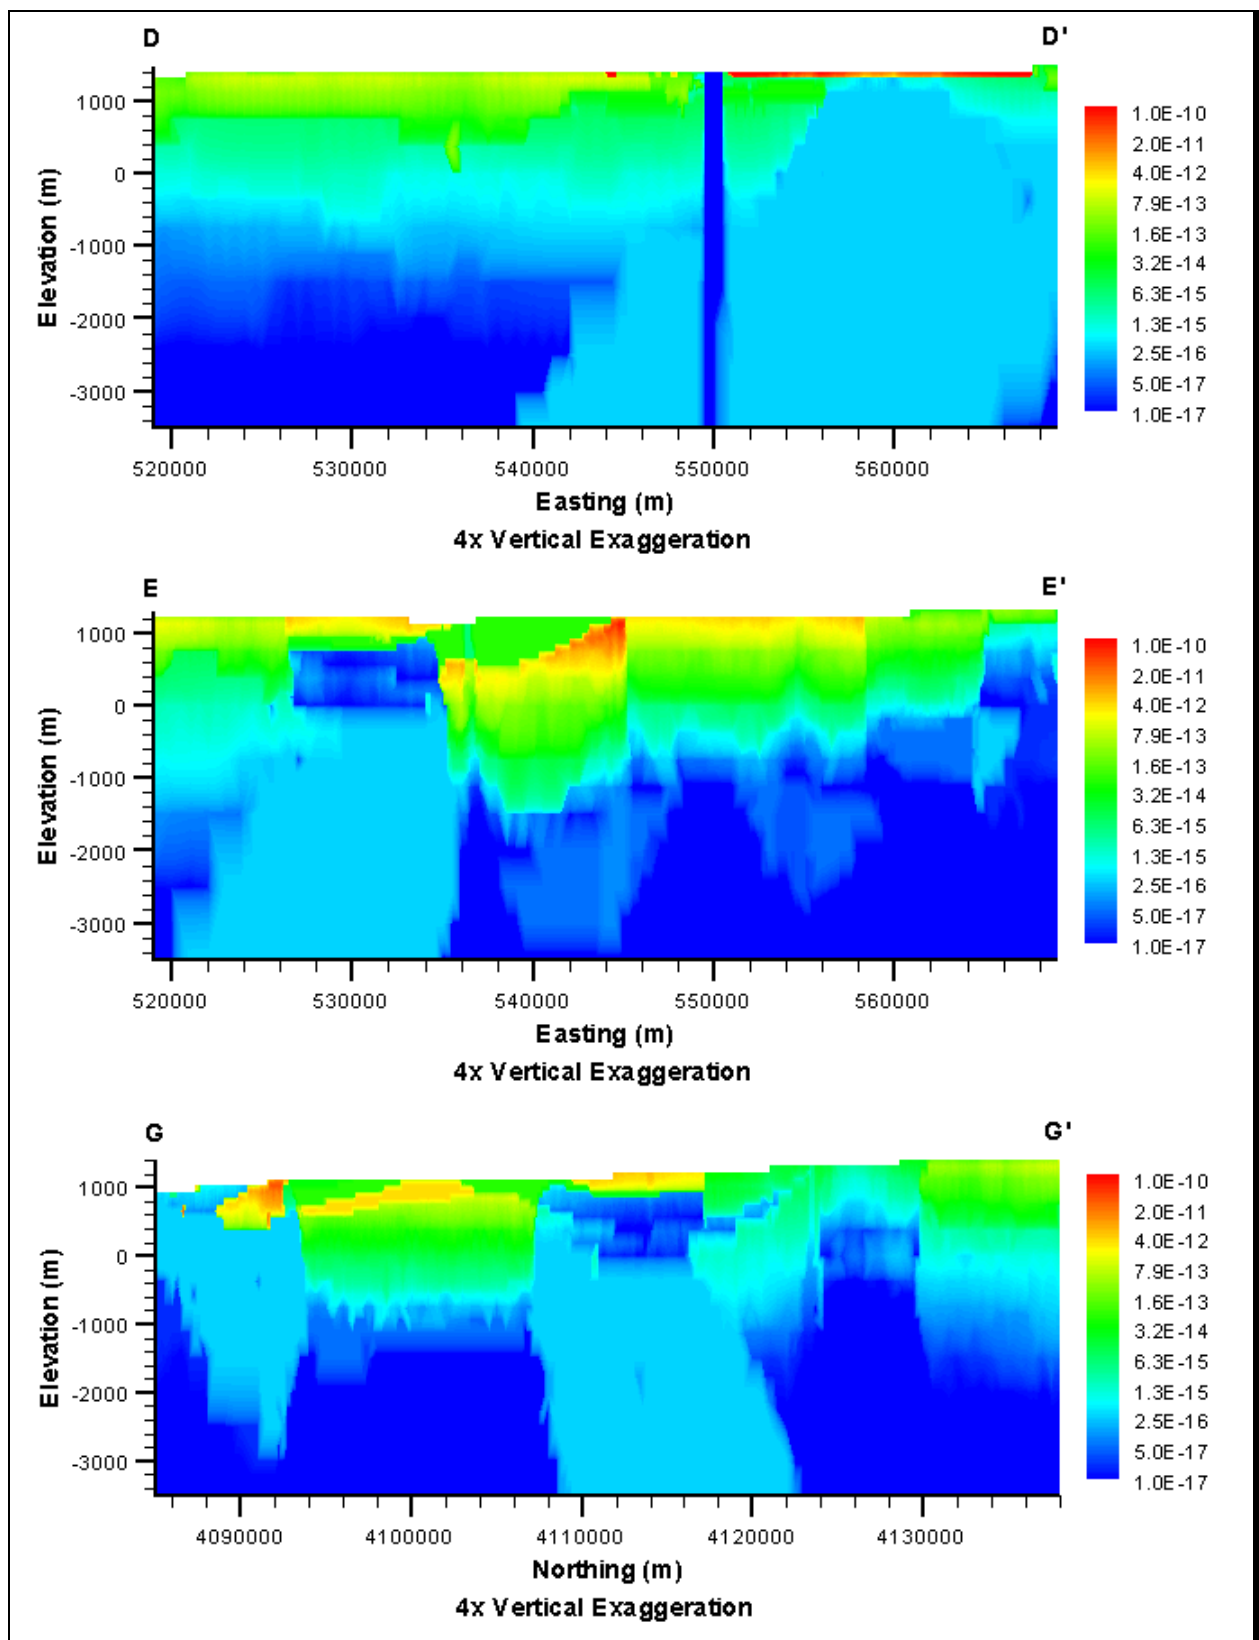 D D'
1000
0
-1000
-2000
-3000
Elevation (m)
520000 530000 540000 550000 560000
Easting (m)
4x Vertical Exaggeration
1.0E-10
2.0E-11
4.0E-12
7.9E-13
1.6E-13
3.2E-14
6.3E-15
1.3E-15
2.5E-16
5.0E-17
1.0E-17
E E'
1000
0
-1000
-2000
-3000
Elevation (m)
520000 530000 540000 550000 560000
Easting (m)
4x Vertical Exaggeration
1.0E-10
2.0E-11
4.0E-12
7.9E-13
1.6E-13
3.2E-14
6.3E-15
1.3E-15
2.5E-16
5.0E-17
1.0E-17
G G'
1000
0
-1000
-2000
-3000
Elevation (m)
4090000 4100000 4110000 4120000 4130000
Northing (m)
4x Vertical Exaggeration
1.0E-10
2.0E-11
4.0E-12
7.9E-13
1.6E-13
3.2E-14
6.3E-15
1.3E-15
2.5E-16
5.0E-17
1.0E-17